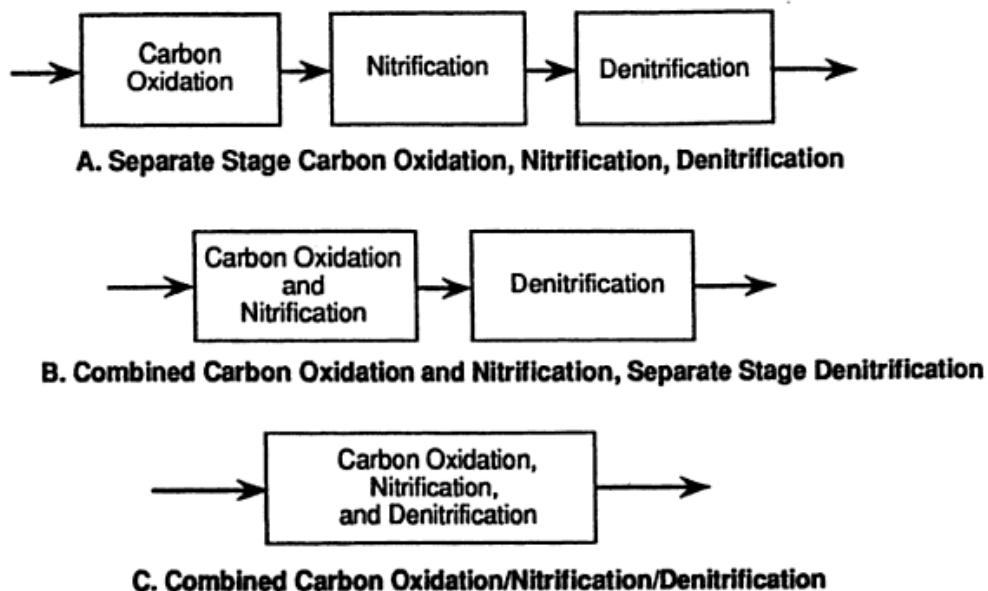 Carbon
Oxidation
Nitrification
Denitrification
A. Separate Stage Carbon Oxidation, Nitrification, Denitrification
Carbon Oxidation
and
Nitrification
Denitrification
B. Combined Carbon Oxidation and Nitrification, Separate Stage Denitrification
Carbon Oxidation,
Nitrification,
and Denitrification
C. Combined Carbon Oxidation/Nitrification/Denitrification